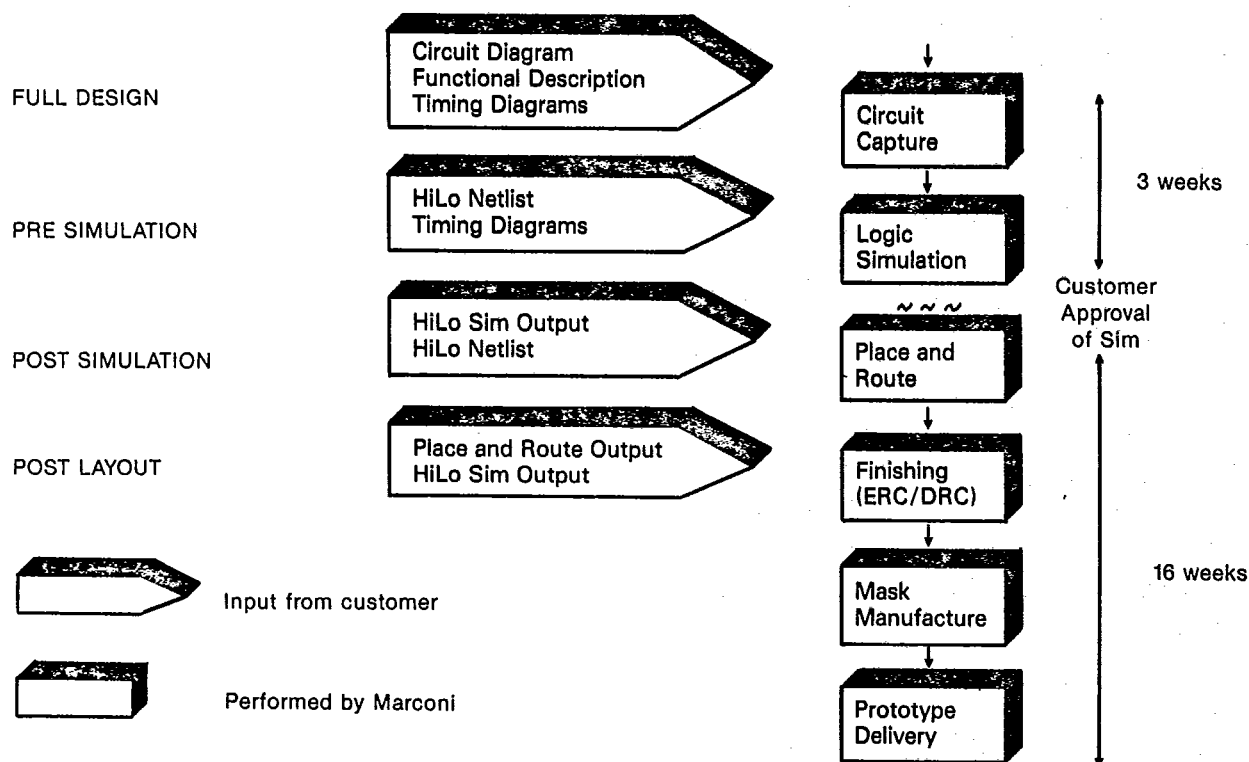 FULL DESIGN
Circuit Diagram
Functional Description
Timing Diagrams
Circuit
Capture
PRE SIMULATION
HiLo Netlist
Timing Diagrams
Logic
Simulation
3 weeks
POST SIMULATION
HiLo Sim Output
HiLo Netlist
Place and
Route
Customer
Approval
of Sim
POST LAYOUT
Place and Route Output
HiLo Sim Output
Finishing
(ERC/DRC)
Input from customer
Mask
Manufacture
16 weeks
Performed by Marconi
Prototype
Delivery